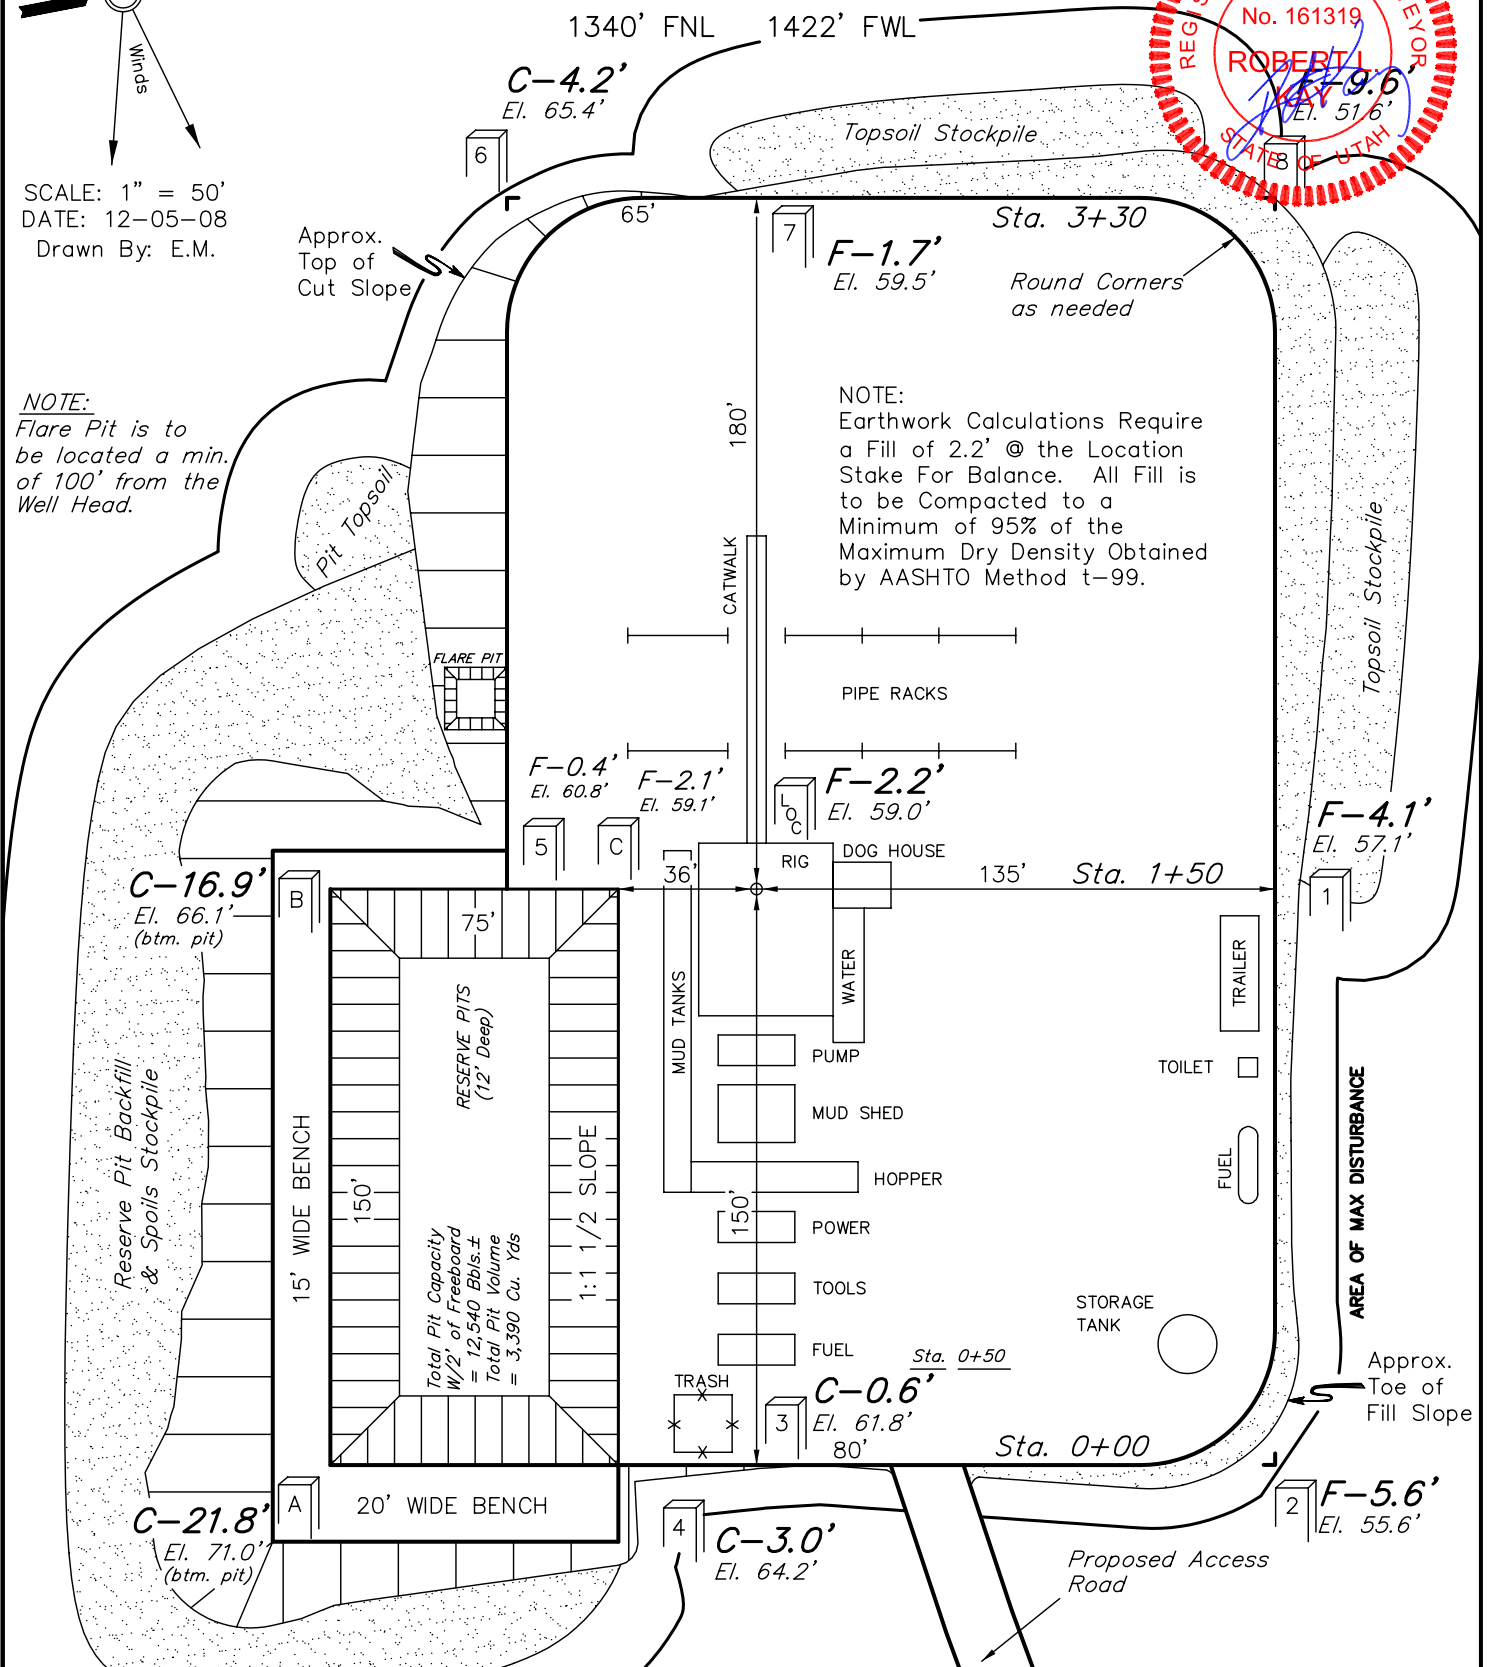 1340' FNL 1422' FWL
Winds
SCALE: 1" = 50'
DATE: 12-05-08
Drawn By: E.M.
No. 161319
ROBERT L.
KAY
STATE OF UTAH
C-4.2'
El. 65.4'
6
F-9.6'
El. 51.6'
8
Topsoil Stockpile
Approx.
Top of
Cut Slope
65'
7
F-1.7'
El. 59.5'
Sta. 3+30
Round Corners
as needed
NOTE:
Flare Pit is to
be located a min.
of 100' from the
Well Head.
Pit Topsoil
180'
NOTE:
Earthwork Calculations Require
a Fill of 2.2' @ the Location
Stake For Balance. All Fill is
to be Compacted to a
Minimum of 95% of the
Maximum Dry Density Obtained
by AASHTO Method t-99.
Topsoil Stockpile
CATWALK
FLARE PIT
PIPE RACKS
F-0.4'
El. 60.8'
5
F-2.1'
El. 59.1'
C
LOC
F-2.2'
El. 59.0'
F-4.1'
El. 57.1'
1
C-16.9'
El. 66.1'
(btm. pit)
B
36'
RIG
DOG HOUSE
135'
Sta. 1+50
75'
RESERVE PITS
(12' Deep)
MUD TANKS
WATER
TRAILER
PUMP
TOILET
MUD SHED
HOPPER
FUEL
AREA OF MAX DISTURBANCE
Reserve Pit Backfill
& Spoils Stockpile
15' WIDE BENCH
150'
1:1 1/2 SLOPE
150'
POWER
TOOLS
FUEL
Total Pit Capacity
W/2' of Freeboard
= 12,540 Bbls.±
Total Pit Volume
= 3,390 Cu. Yds
STORAGE
TANK
Sta. 0+50
TRASH
3
C-0.6'
El. 61.8'
80'
Sta. 0+00
Approx.
Toe of
Fill Slope
A
C-21.8'
El. 71.0'
(btm. pit)
20' WIDE BENCH
4
C-3.0'
El. 64.2'
2
F-5.6'
El. 55.6'
Proposed Access
Road